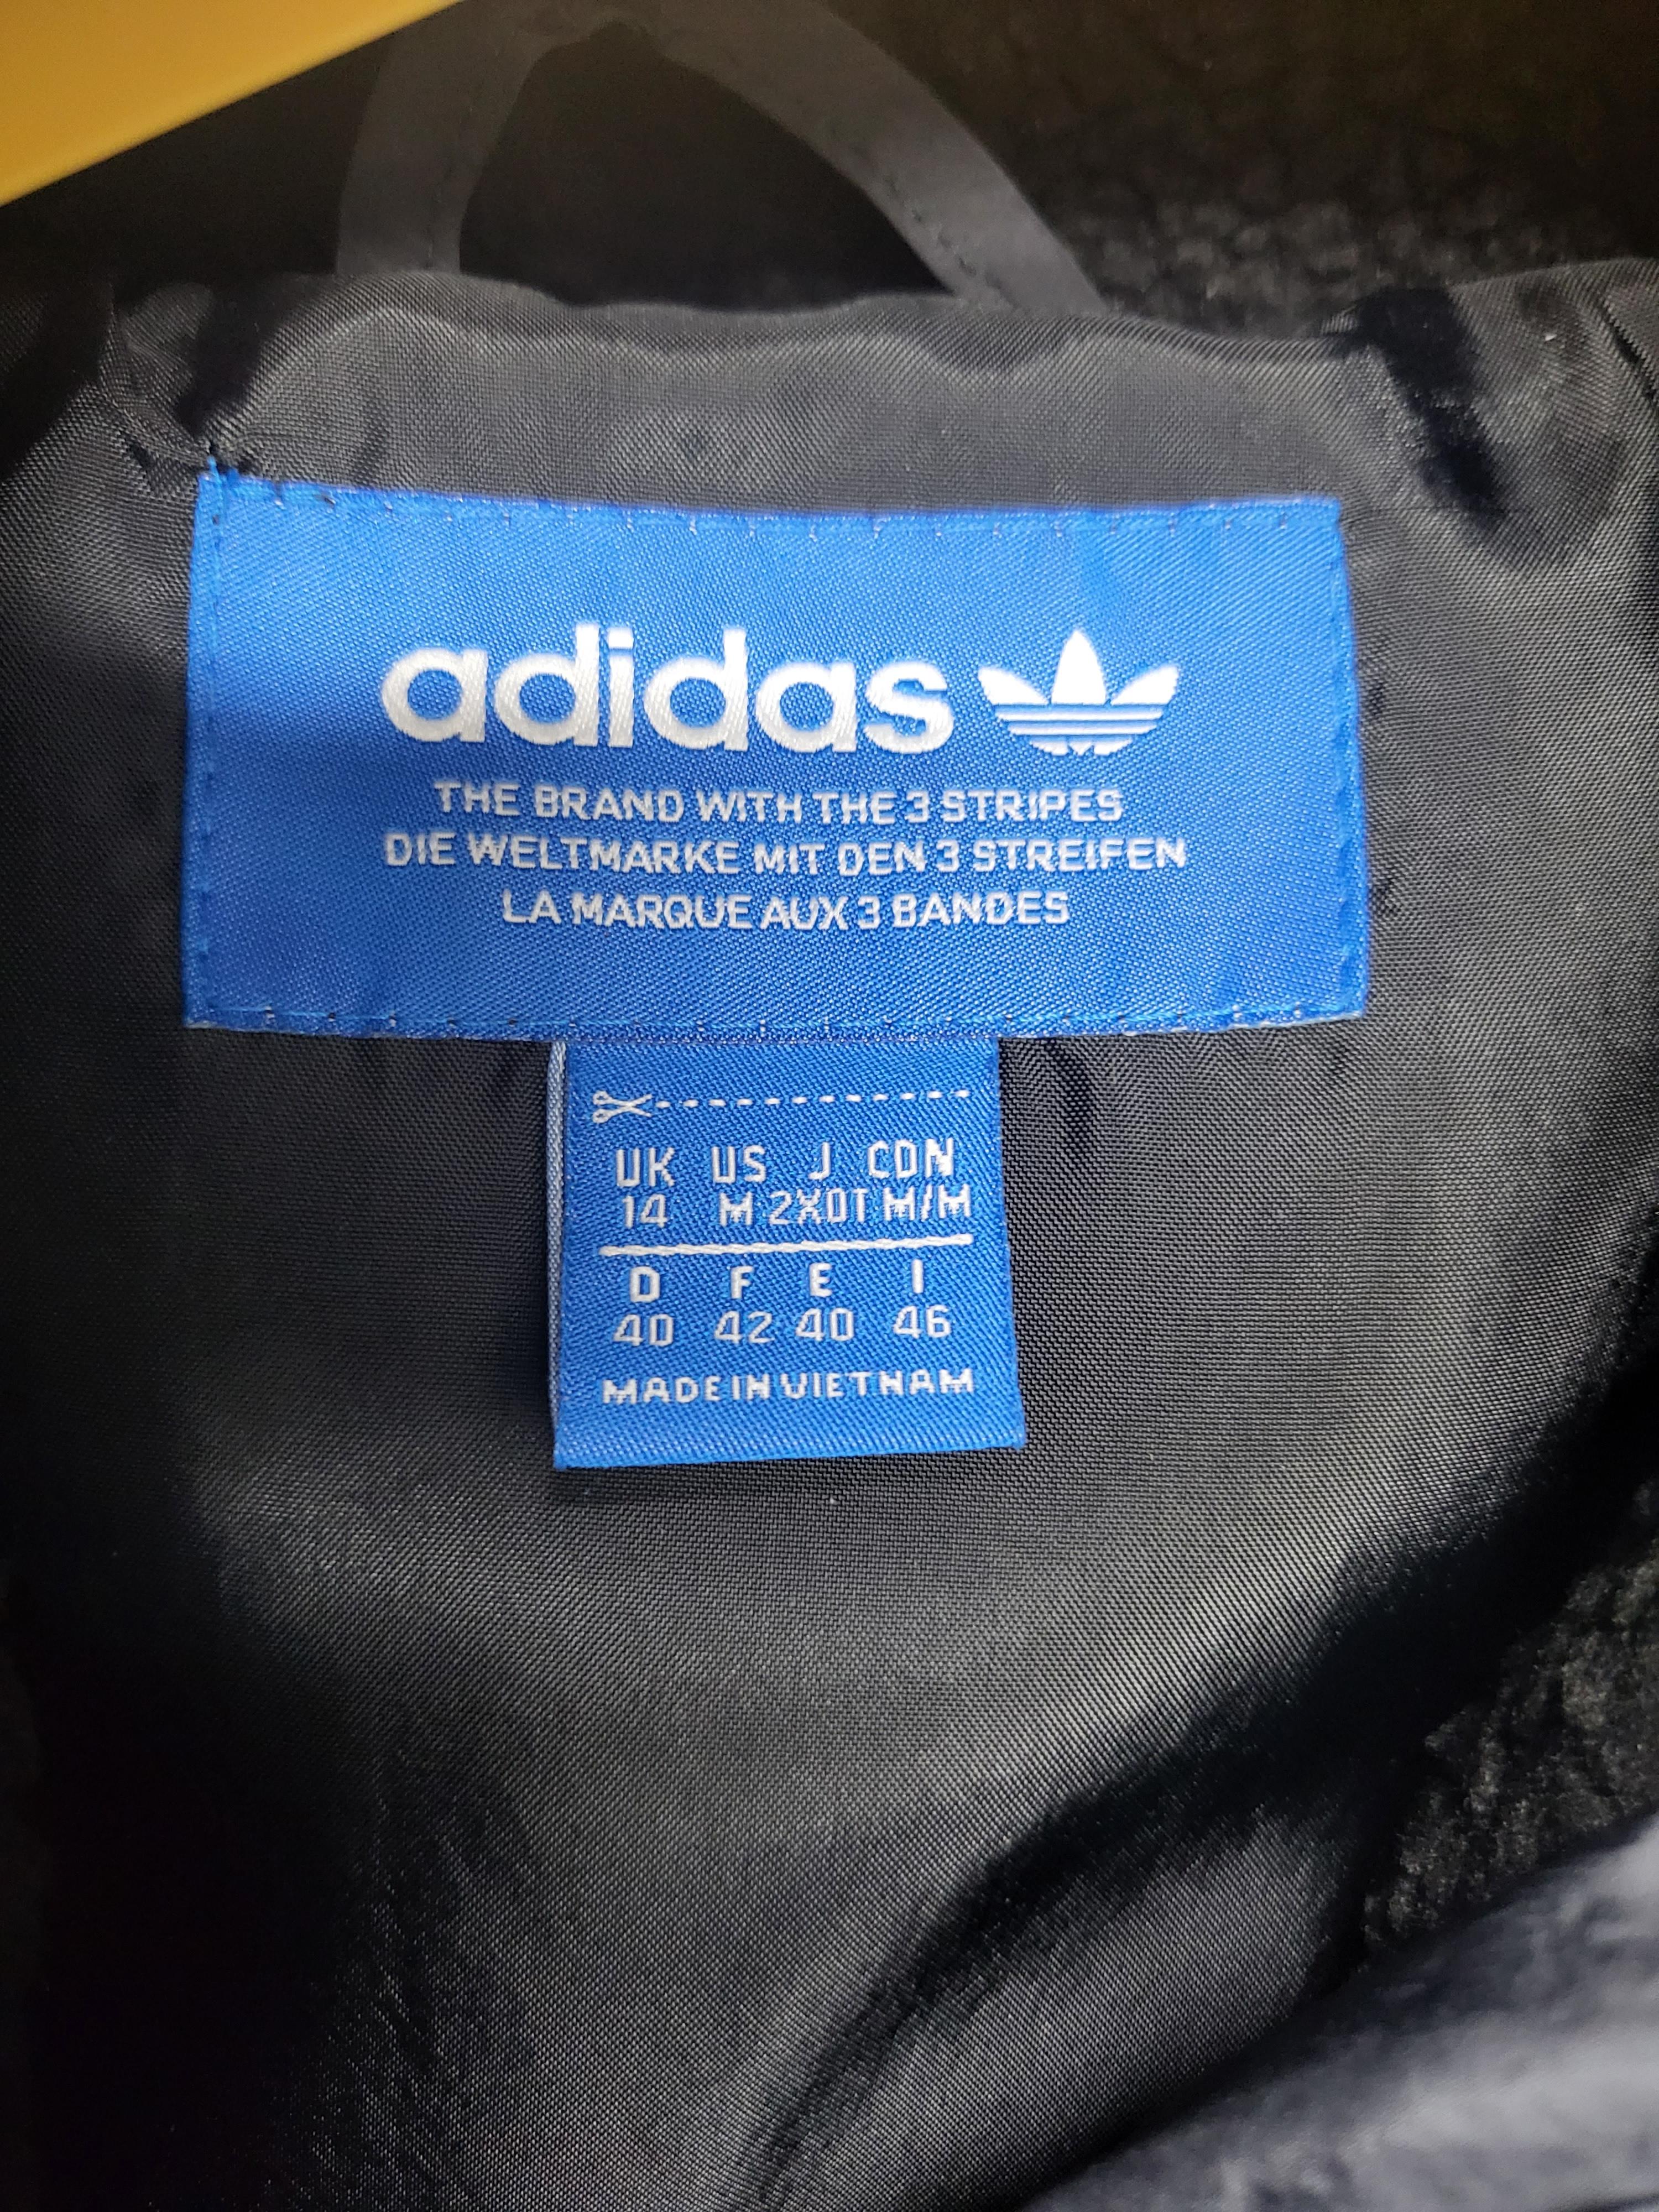 adidas
THE BRAND WITH THE 3 STRIPES
DIE WELTMARKE MIT DEN 3 STREIFEN
LA MARQUE AUX 3 BANDES
UK US J CDN
14 M 2XOT M/M
D F E I
40 42 40 46
MADE IN VIETNAM